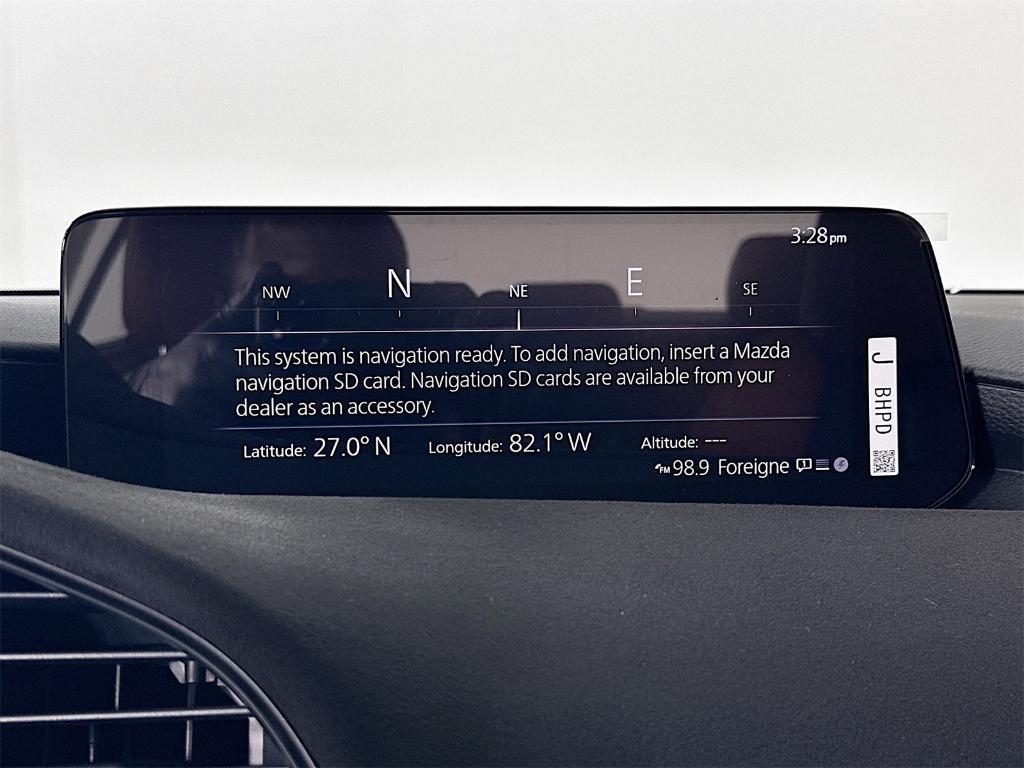 3:28pm
NW N NE E SE
This system is navigation ready. To add navigation, insert a Mazda
navigation SD card. Navigation SD cards are available from your
dealer as an accessory.
Latitude: 27.0° N Longitude: 82.1° W Altitude: ---
FM 98.9 Foreigne
J BHPD